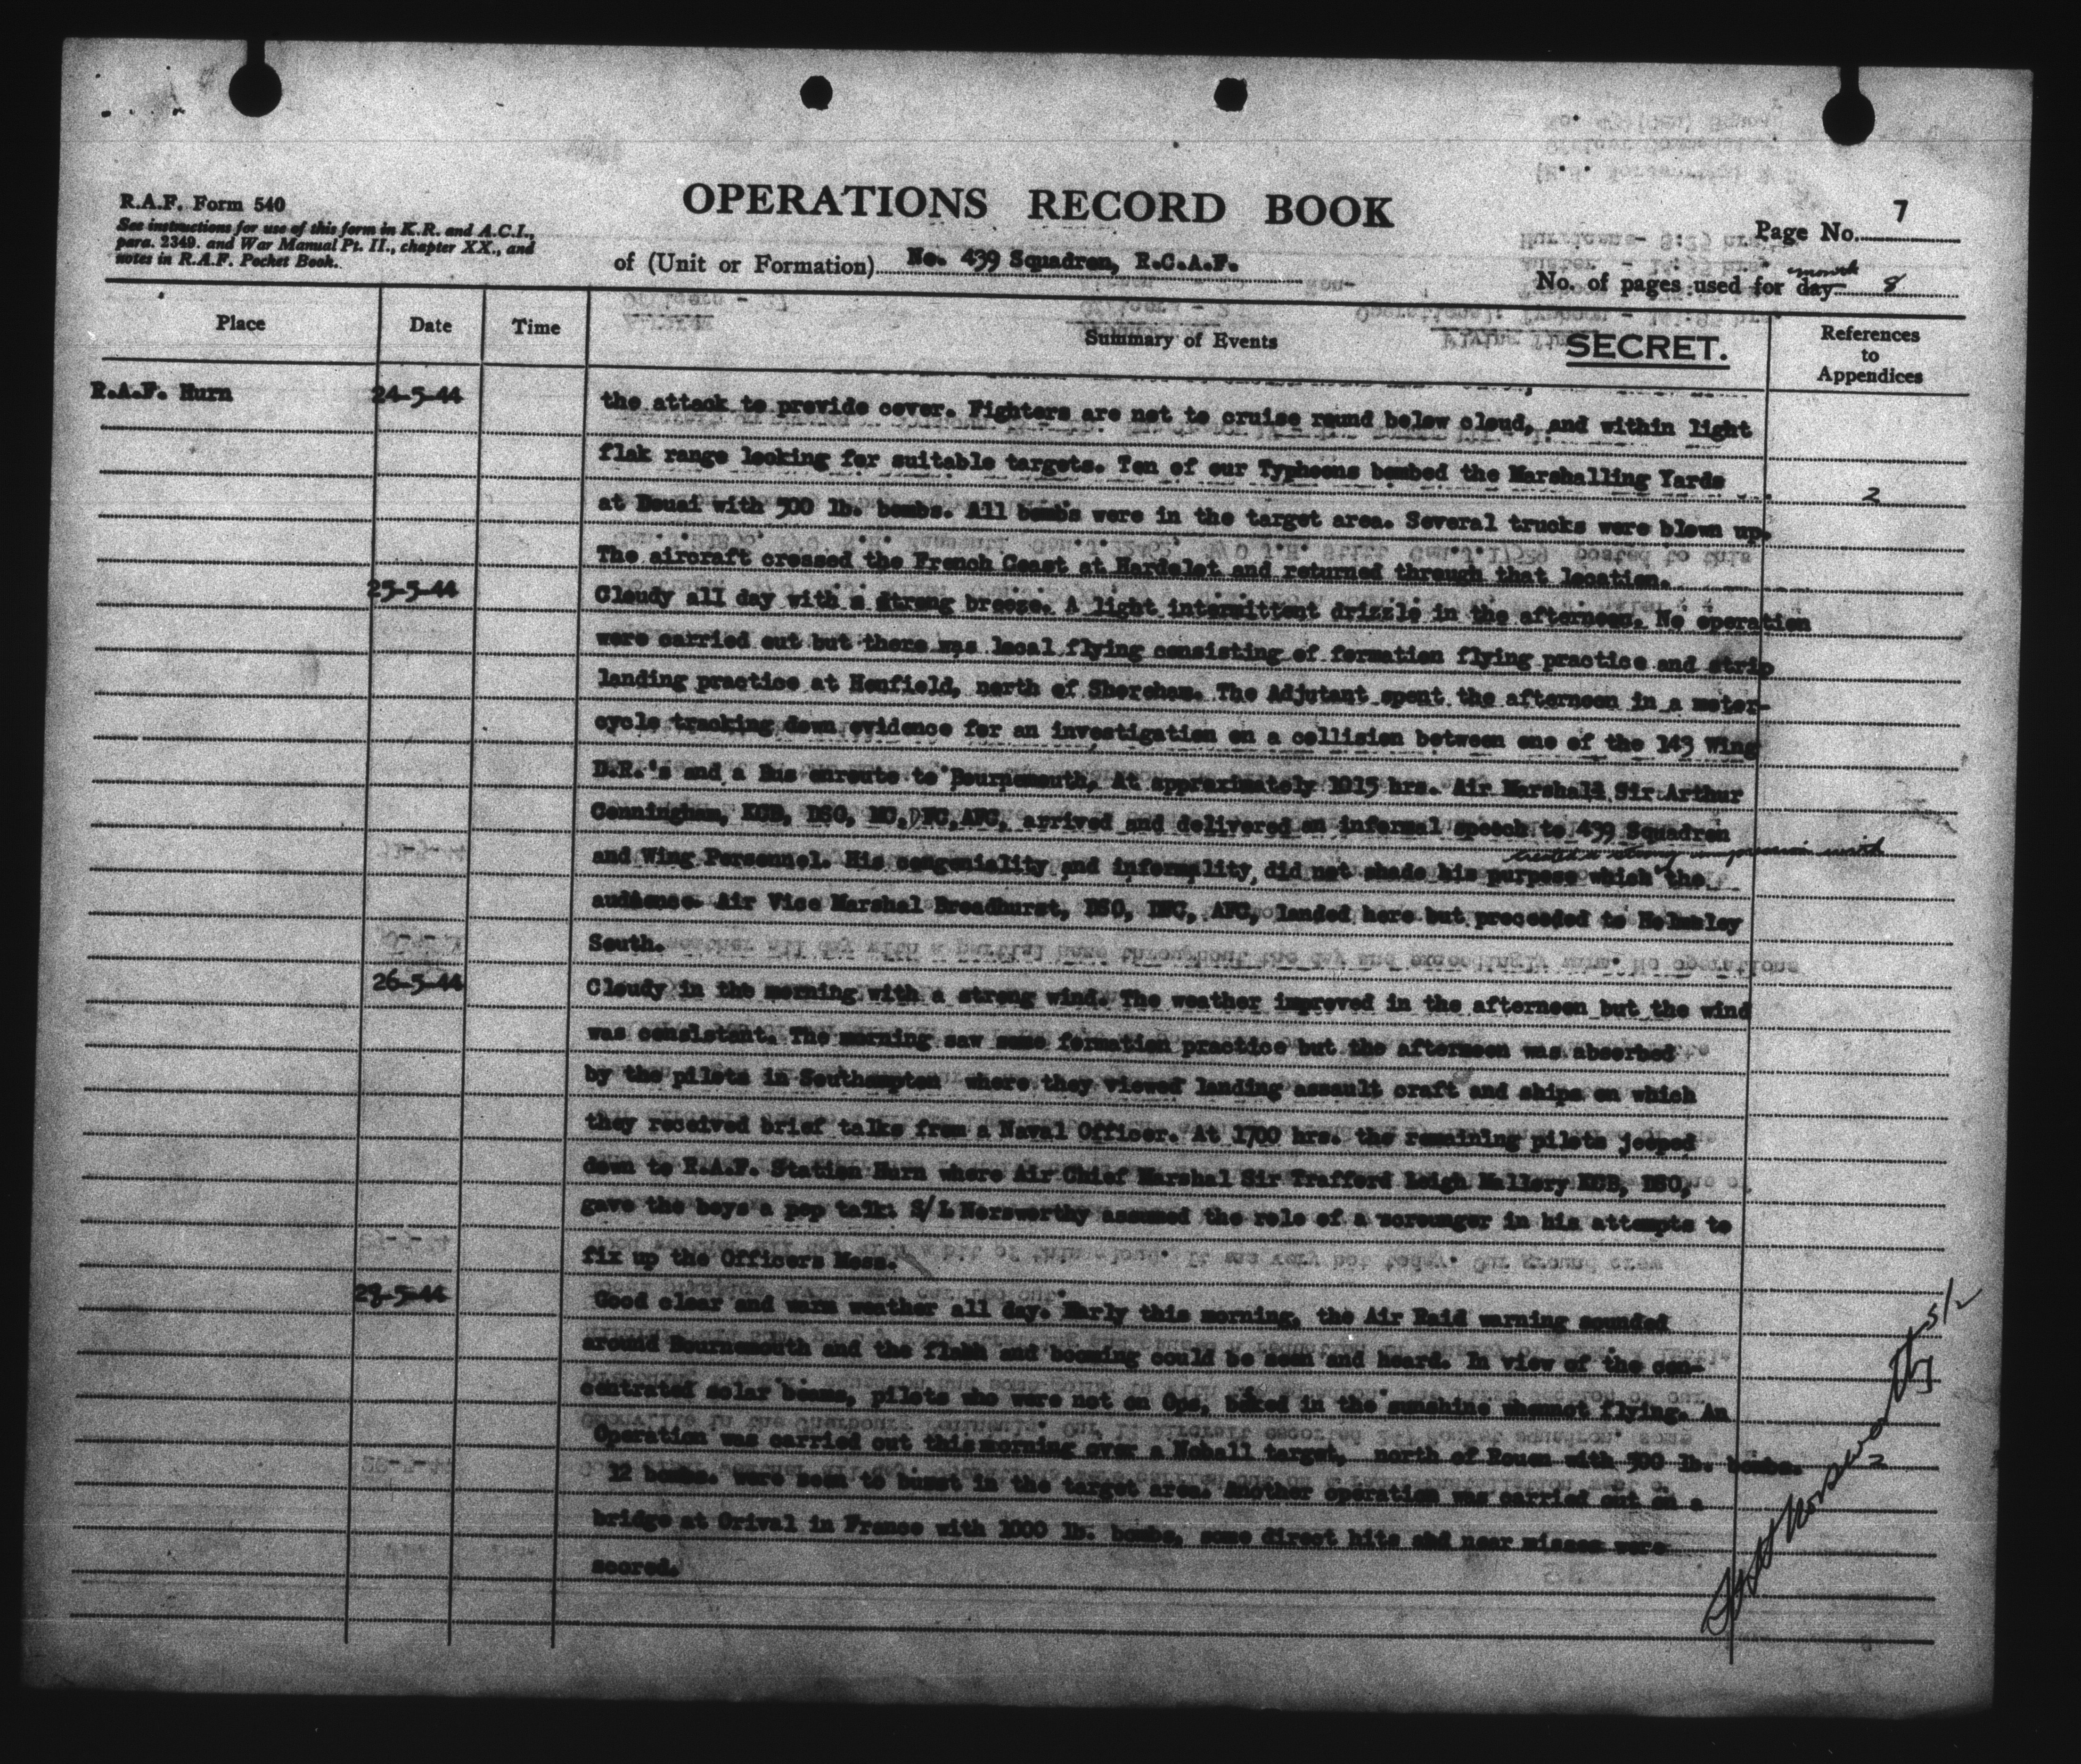 OPERATIONS RECORD BOOK
R.A.F. Form 540
See instructions for use of this form in K.R. and A.C.I.,
para. 2349. and War Manual Pt. II., chapter XX., and
notes in R.A.F. Pocket Book.
of (Unit or Formation) No. 439 Squadron, R.C.A.F.
Page No. 7
No. of pages used for day month 8
Place Date Time Summary of Events SECRET. References to Appendices
R.A.F. Hurn 24-5-44 the attack to provide cover. Fighters are not to cruise round below cloud, and within light
flak range looking for suitable targets. Ten of our Typhoons bombed the Marshalling Yards
at Douai with 500 lb. bombs. All bombs were in the target area. Several trucks were blown up. 2
The aircraft crossed the French Coast at Hardelot and returned through that location.
25-5-44 Cloudy all day with a strong breeze. A light intermittent drizzle in the afternoon. No operation
were carried out but there was local flying consisting of formation flying practice and strip
landing practice at Henfield, north of Shoreham. The Adjutant spent the afternoon in a motor-
cycle tracking down evidence for an investigation on a collision between one of the 143 Wing
D.R.'s and a Bus enroute to Bournemouth, At approximately 1015 hrs. Air Marshall Sir Arthur
Conningham, KCB, DSO, MC, DFC, AFC, arrived and delivered an informal speech to 439 Squadron
created a strong impression with
and Wing Personnel. His congeniality and informality did not shade his purpose which the
audience. Air Vice Marshal Broadhurst, DSO, DFC, AFC, landed here but proceeded to Holmsley
South.
26-5-44 Cloudy in the morning with a strong wind. The weather improved in the afternoon but the wind
was consistant. The morning saw some formation practice but the afternoon was absorbed
by the pilots in Southampton where they viewed landing assault craft and ships on which
they received brief talks from a Naval Officer. At 1700 hrs. the remaining pilots jeeped
down to R.A.F. Station Hurn where Air Chief Marshal Sir Trafford Leigh Mallory KCB, DSO,
gave the boys a pep talk: S/L Norsworthy assumed the role of a scrounger in his attempts to
fix up the Officers Mess.
28-5-44 Good clear and warm weather all day. Early this morning, the Air Raid warning sounded
around Bournemouth and the flahh and booming could be seen and heard. In view of the con-
centrated solar beams, pilots who were not on Ops, baked in the sunshine whennot flying. An
Operation was carried out this morning over a Noball target, north of Rouen with 500 lb. bombs. 2
12 bombs. were seen to bumst in the target area. Another operation was carried out on a
bridge at Orival in France with 1000 lb. bombs, some direct hits and near misses were
scored.
Norsworthy S/L